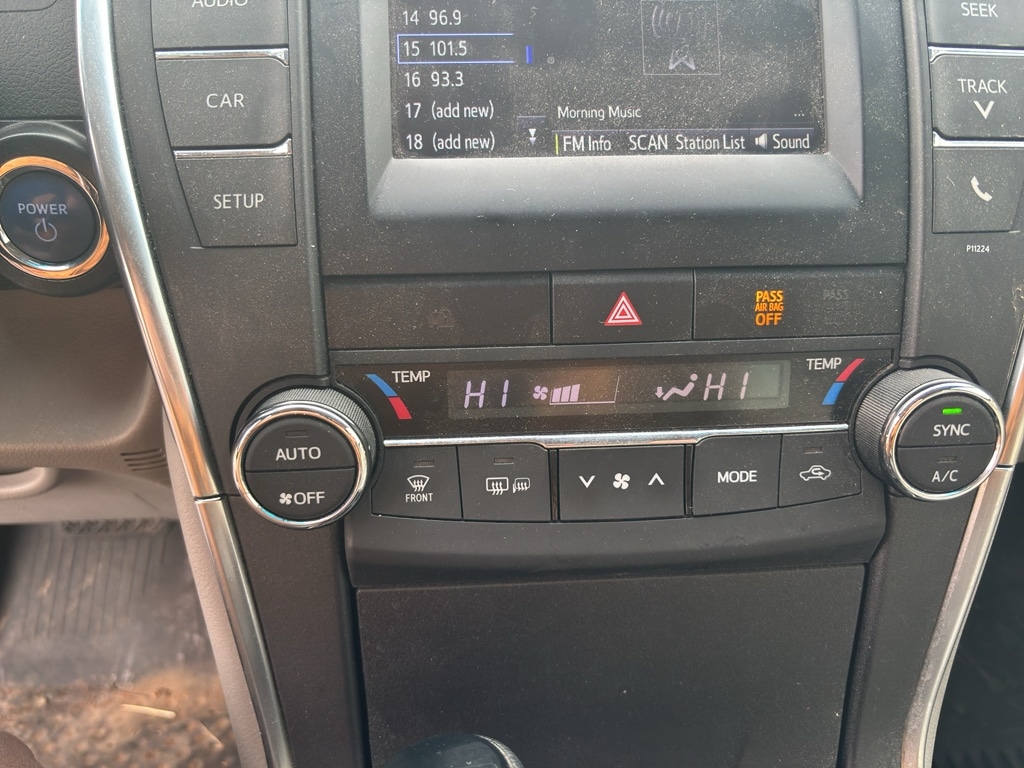 AUDIO
CAR
SETUP
POWER
14 96.9
15 101.5
16 93.3
17 (add new)
18 (add new)
Morning Music
...
FM Info SCAN Station List Sound
SEEK
TRACK
P11224
PASS
AIR BAG
OFF
PASS
TEMP
HI
HI
TEMP
AUTO
OFF
FRONT
MODE
SYNC
A/C